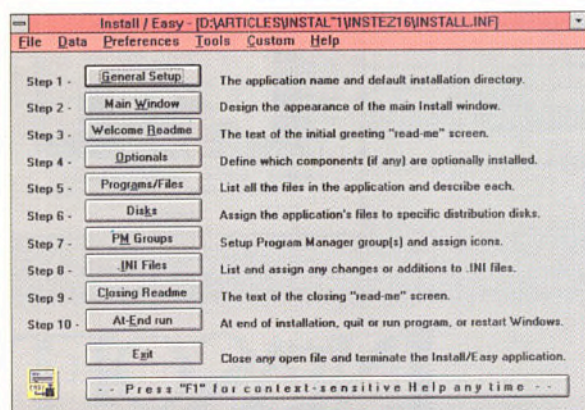 Install / Easy - [D:\ARTICLES\INSTAL~1\INSTEZ16\INSTALL.INF]
File Data Preferences Tools Custom Help
Step 1 - General Setup The application name and default installation directory.
Step 2 - Main Window Design the appearance of the main Install window.
Step 3 - Welcome Readme The text of the initial greeting "read-me" screen.
Step 4 - Optionals Define which components (if any) are optionally installed.
Step 5 - Programs/Files List all the files in the application and describe each.
Step 6 - Disks Assign the application's files to specific distribution disks.
Step 7 - PM Groups Setup Program Manager group(s) and assign icons.
Step 8 - .INI Files List and assign any changes or additions to .INI files.
Step 9 - Closing Readme The text of the closing "read-me" screen.
Step 10 - At-End run At end of installation, quit or run program, or restart Windows.
Exit Close any open file and terminate the Install/Easy application.
- - Press "F1" for context-sensitive Help any time - -